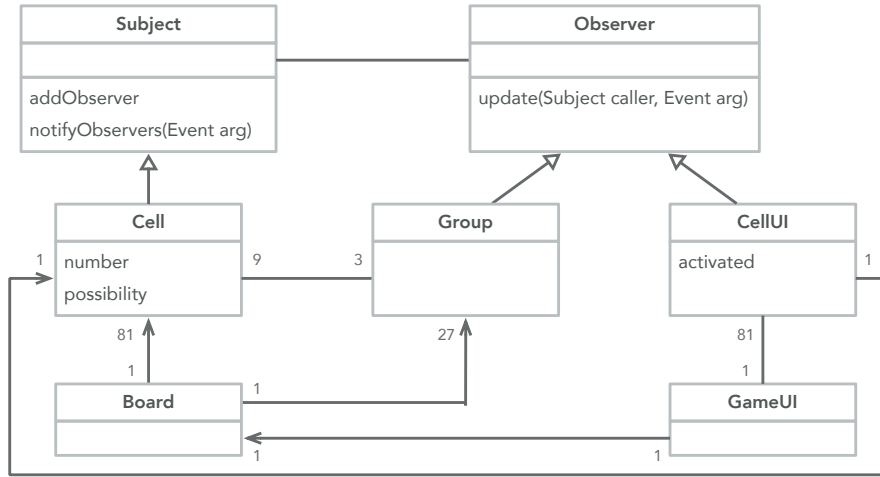 Subject
Observer
addObserver
notifyObservers(Event arg)
update(Subject caller, Event arg)
Cell
Group
CellUI
1
number
possibility
9
3
activated
1
81
27
81
1
1
1
Board
GameUI
1
1